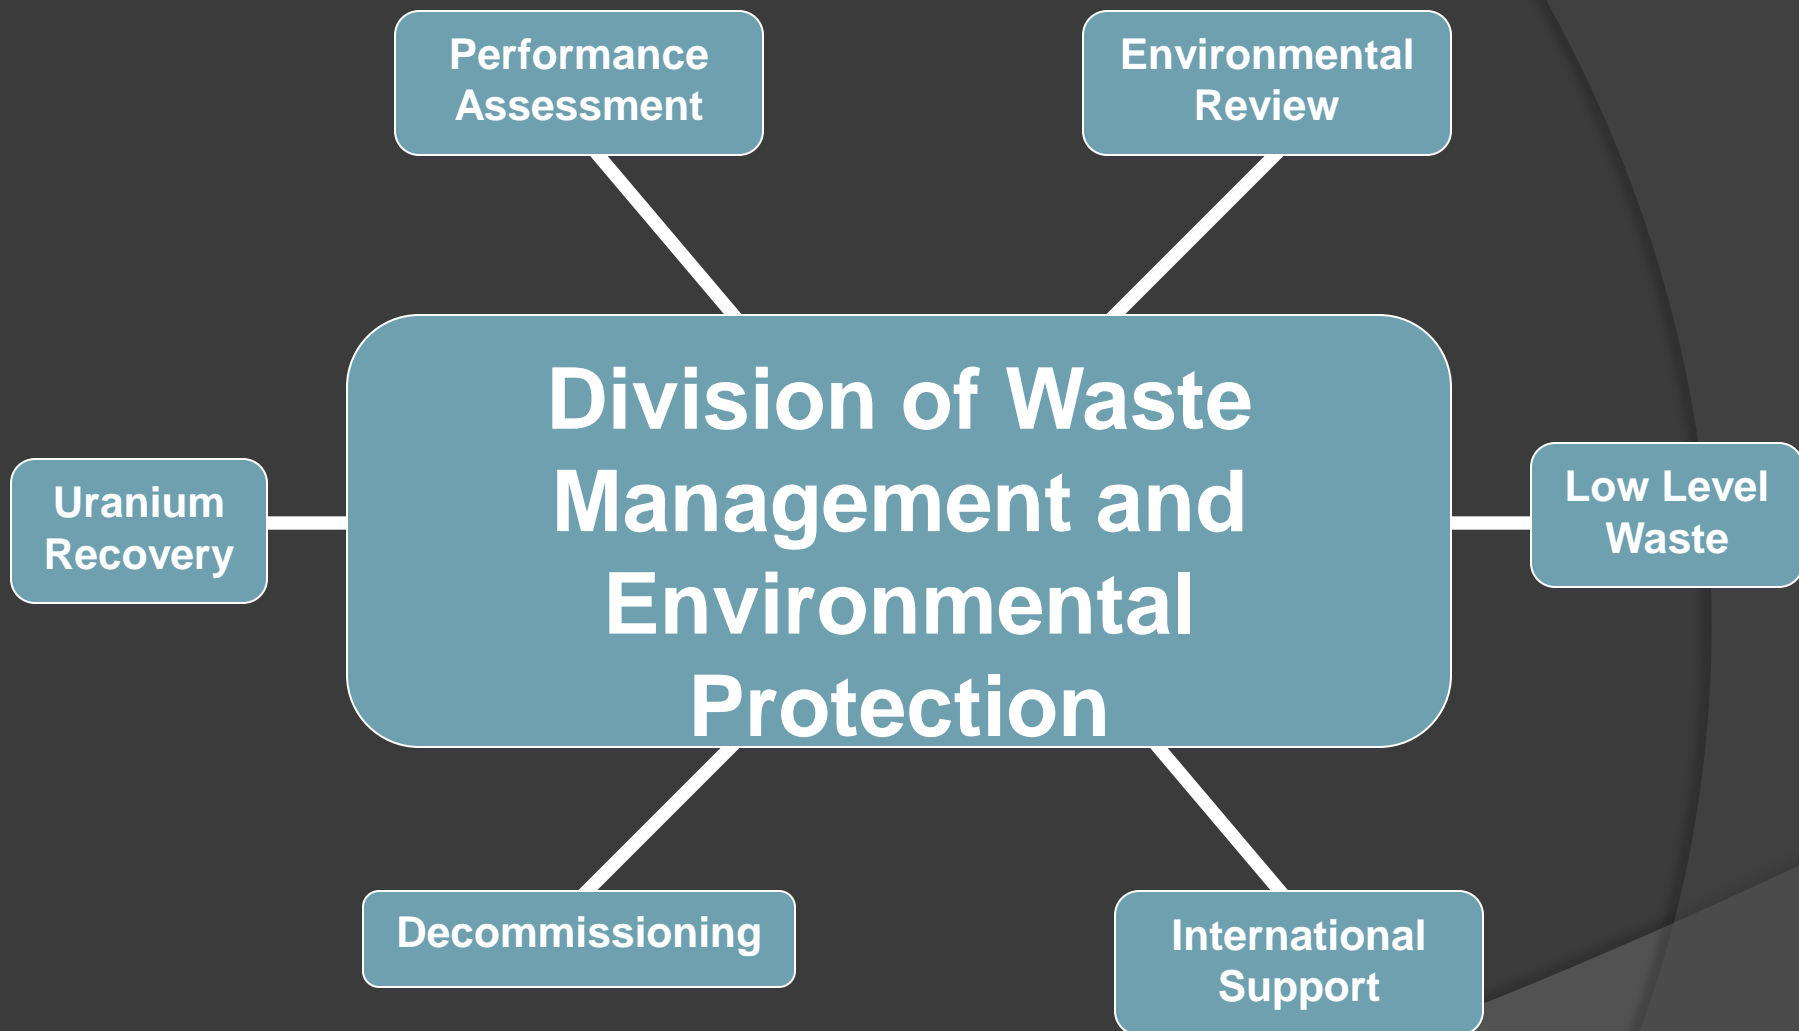 Performance
Assessment
Environmental
Review
Division of Waste
Management and
Environmental
Protection
Uranium
Recovery
Low Level
Waste
Decommissioning
International
Support